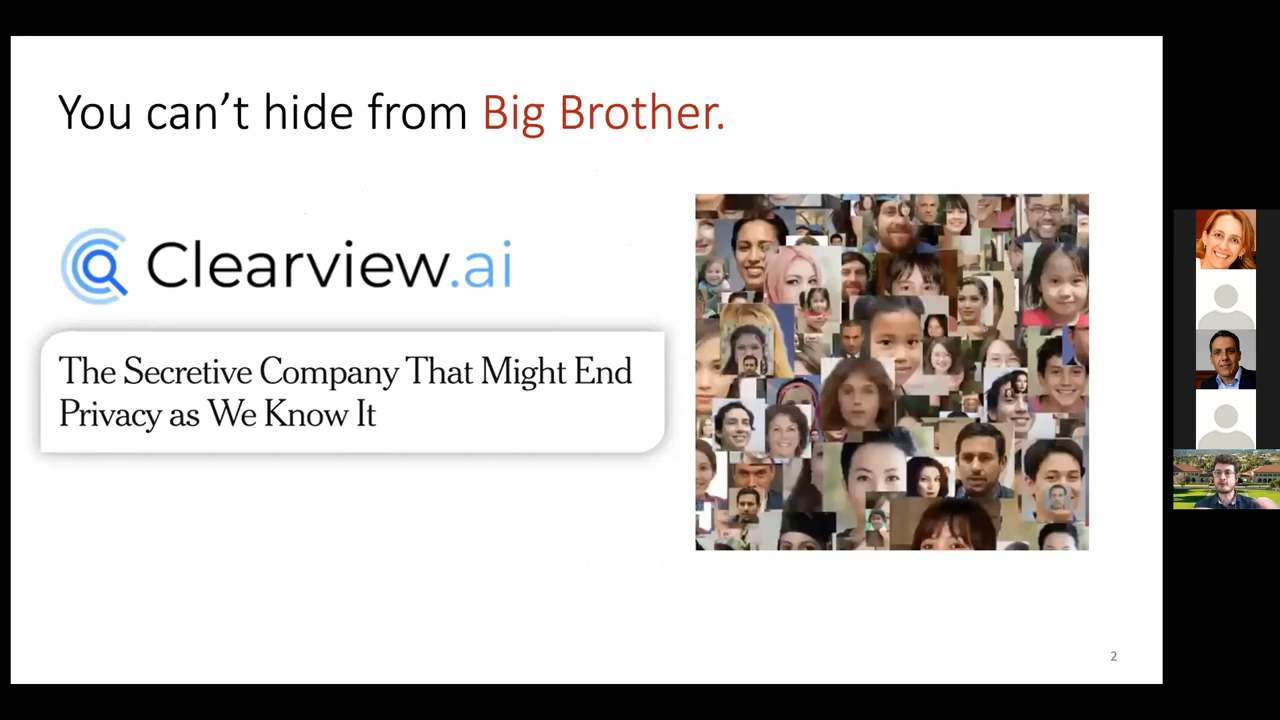 You can't hide from Big Brother.
Clearview.ai
The Secretive Company That Might End
Privacy as We Know It
2